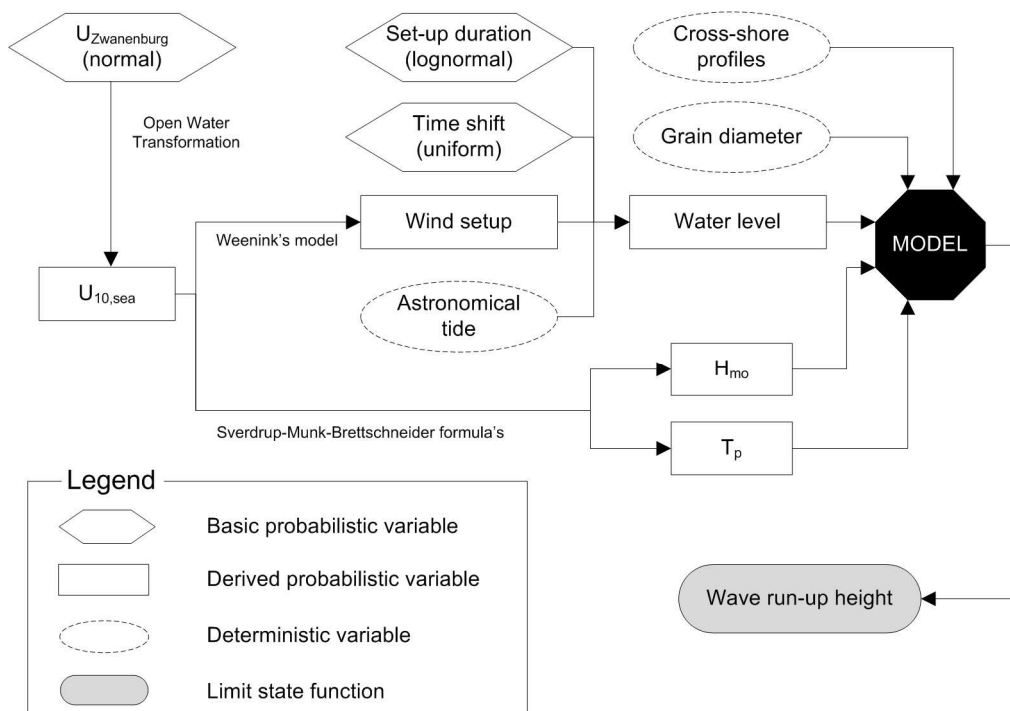 U_Zwanenburg
(normal)
Open Water
Transformation
U_10,sea
Set-up duration
(lognormal)
Time shift
(uniform)
Weenink's model
Wind setup
Astronomical
tide
Water level
Cross-shore
profiles
Grain diameter
MODEL
H_mo
T_p
Sverdrup-Munk-Brettschneider formula's
Wave run-up height
Legend
Basic probabilistic variable
Derived probabilistic variable
Deterministic variable
Limit state function